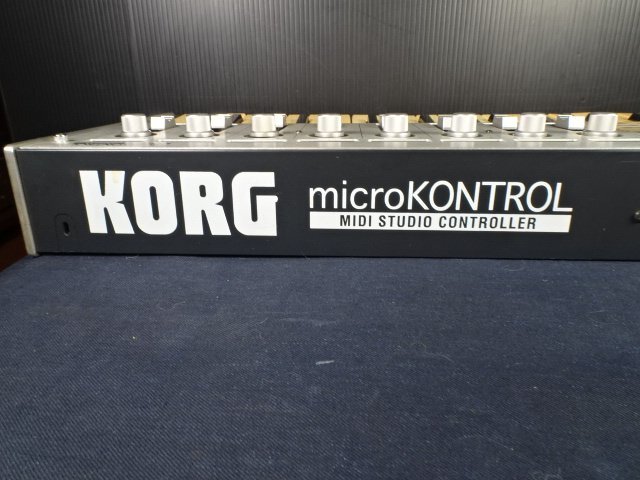 KORG
microKONTROL
MIDI STUDIO CONTROLLER